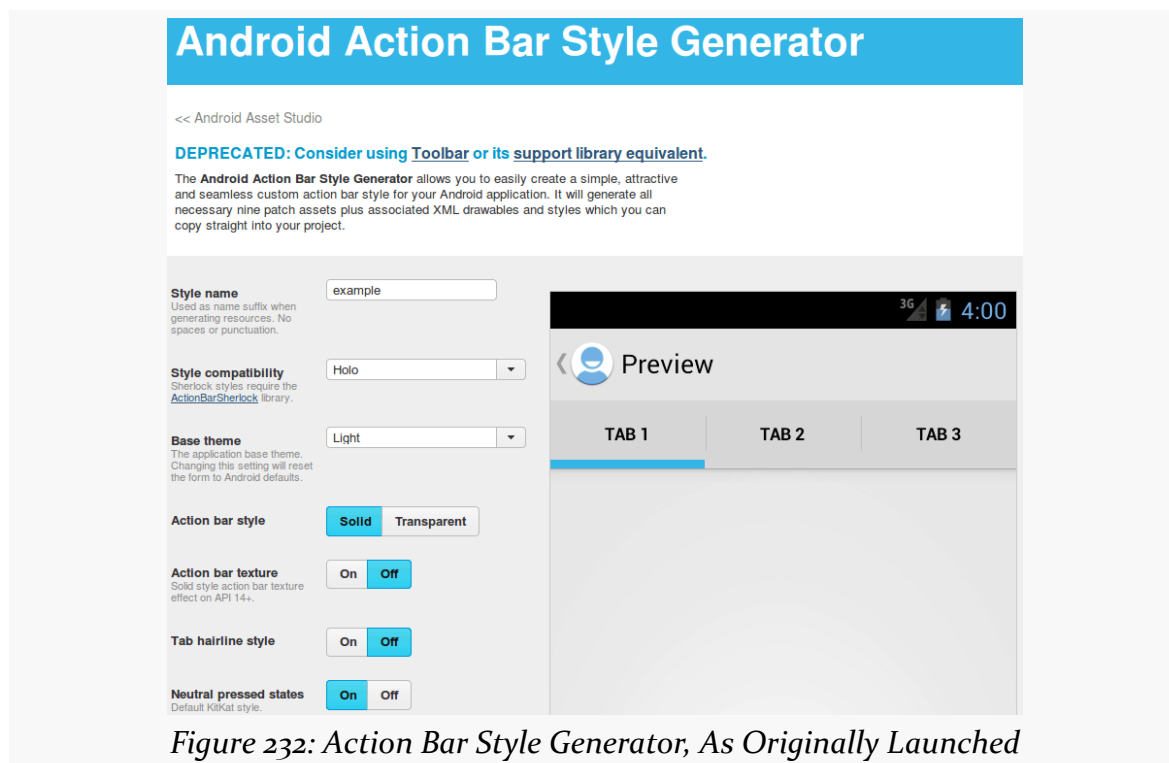 Android Action Bar Style Generator
<< Android Asset Studio
DEPRECATED: Consider using Toolbar or its support library equivalent.
The Android Action Bar Style Generator allows you to easily create a simple, attractive
and seamless custom action bar style for your Android application. It will generate all
necessary nine patch assets plus associated XML drawables and styles which you can
copy straight into your project.
Style name
Used as name suffix when
generating resources. No
spaces or punctuation.
example
Style compatibility
Sherlock styles require the
ActionBarSherlock library.
Holo
Base theme
The application base theme.
Changing this setting will reset
the form to Android defaults.
Light
Action bar style
Solid Transparent
Action bar texture
Solid style action bar texture
effect on API 14+.
On Off
Tab hairline style
On Off
Neutral pressed states
Default KitKat style.
On Off
3G 4:00
Preview
TAB 1 TAB 2 TAB 3
Figure 232: Action Bar Style Generator, As Originally Launched